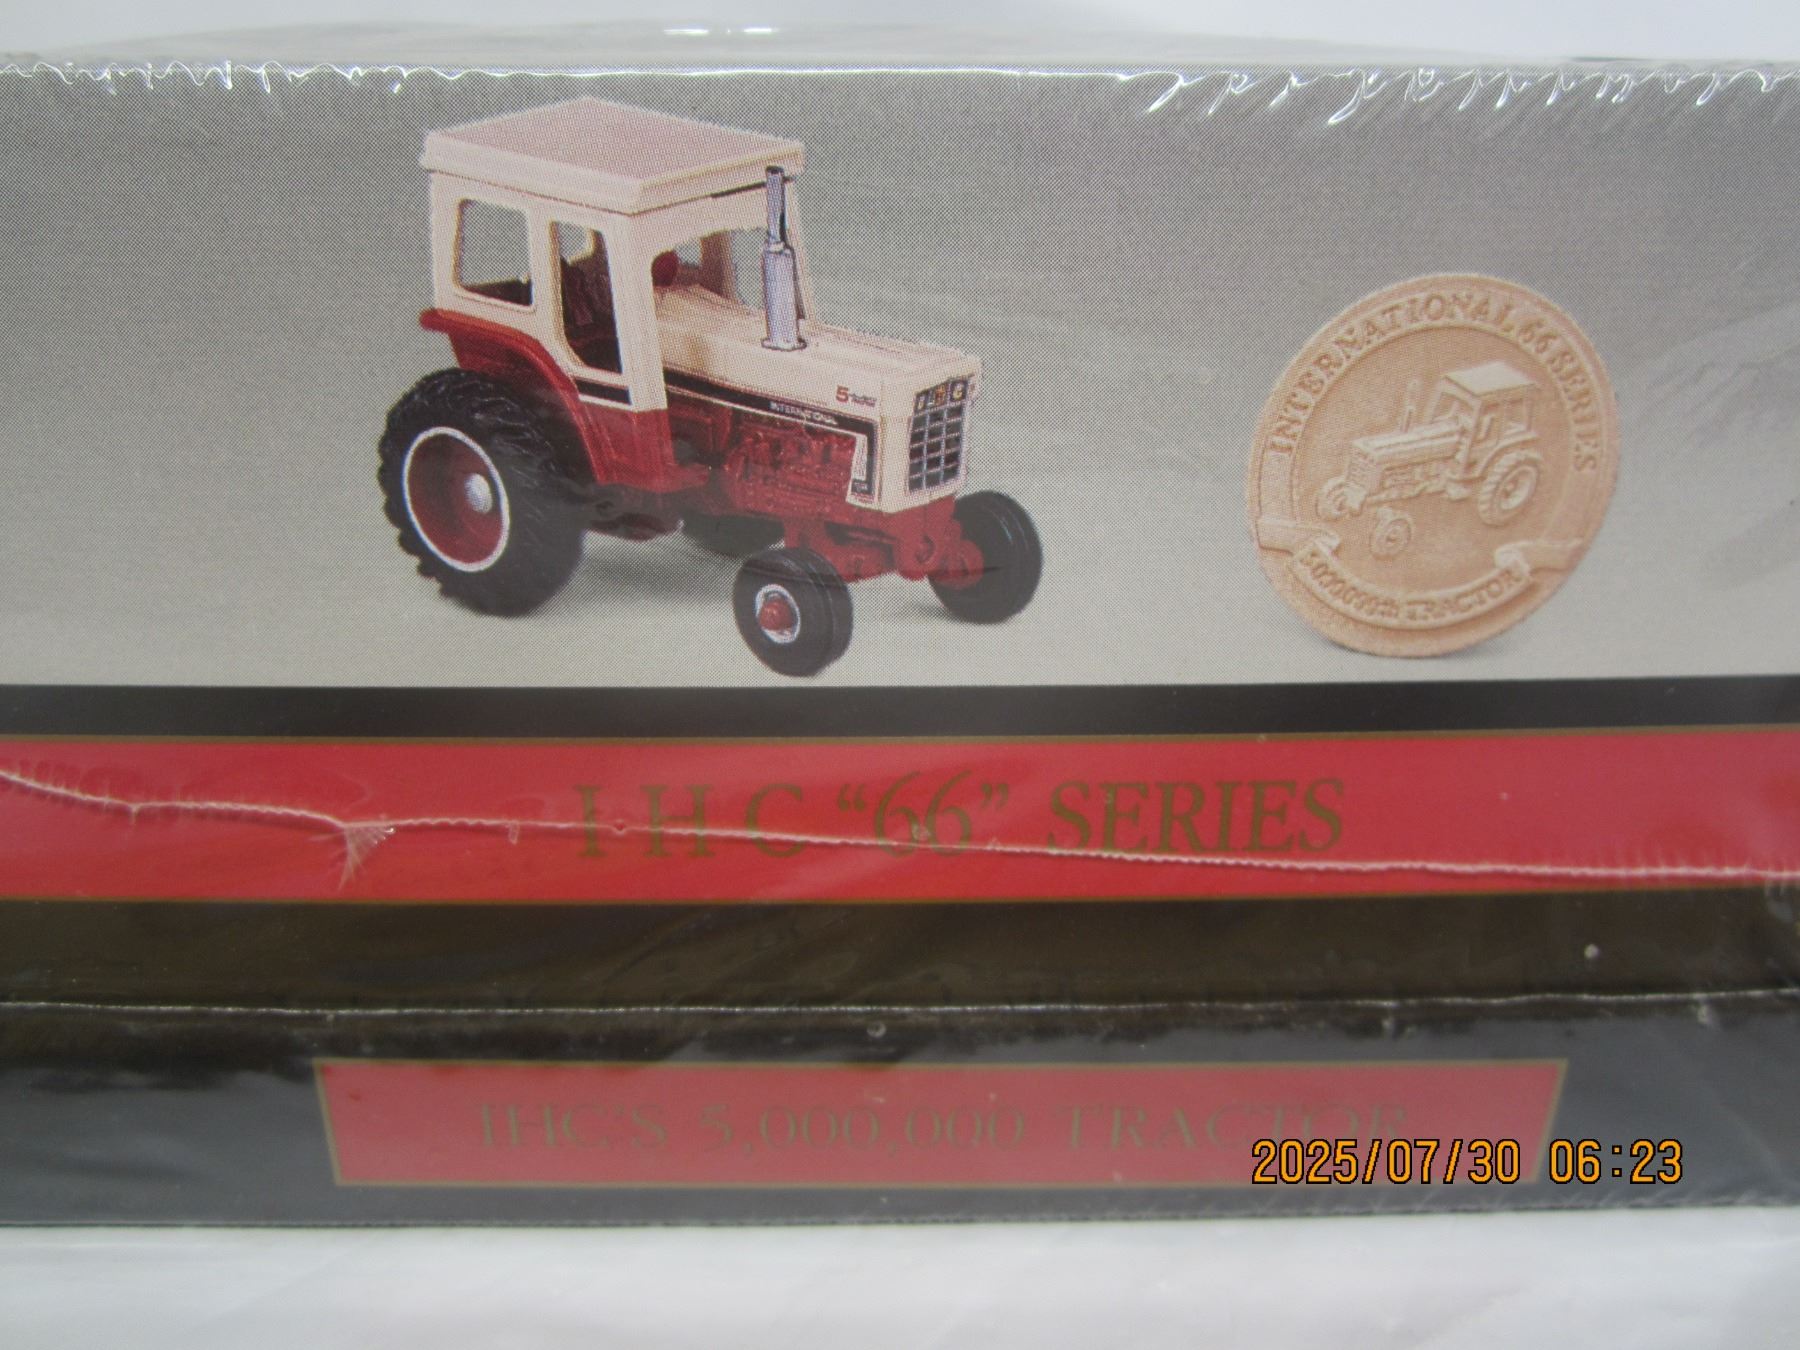 INTERNATIONAL 66 SERIES
5
INTERNATIONAL
I H C
5,000,000th TRACTOR
I H C “66” SERIES
IHC'S 5,000,000 TRACTOR
2025/07/30 06:23